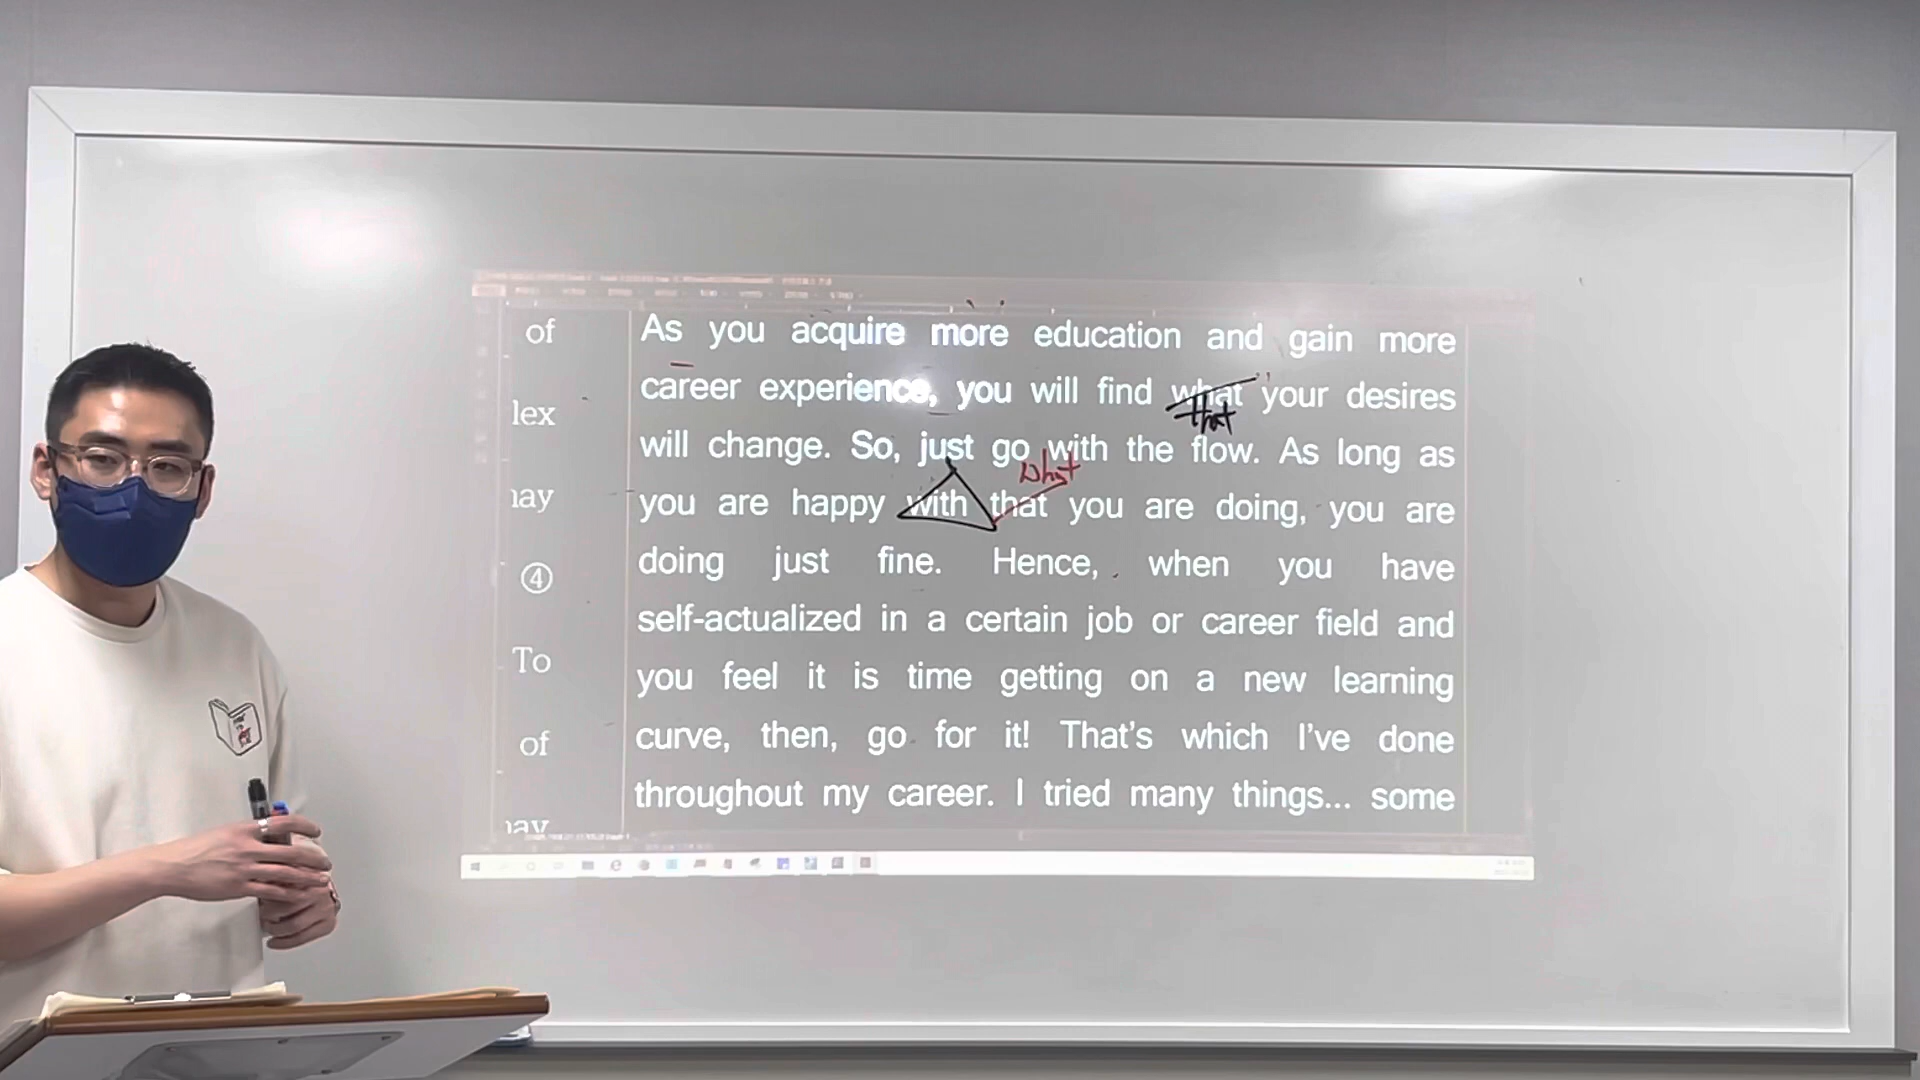 of
lex
nay
④
To
of
As you acquire more education and gain more
career experience, you will find what your desires
that
will change. So, just go with the flow. As long as
what
you are happy with that you are doing, you are
doing just fine. Hence, when you have
self-actualized in a certain job or career field and
you feel it is time getting on a new learning
curve, then, go for it! That's which I've done
throughout my career. I tried many things... some